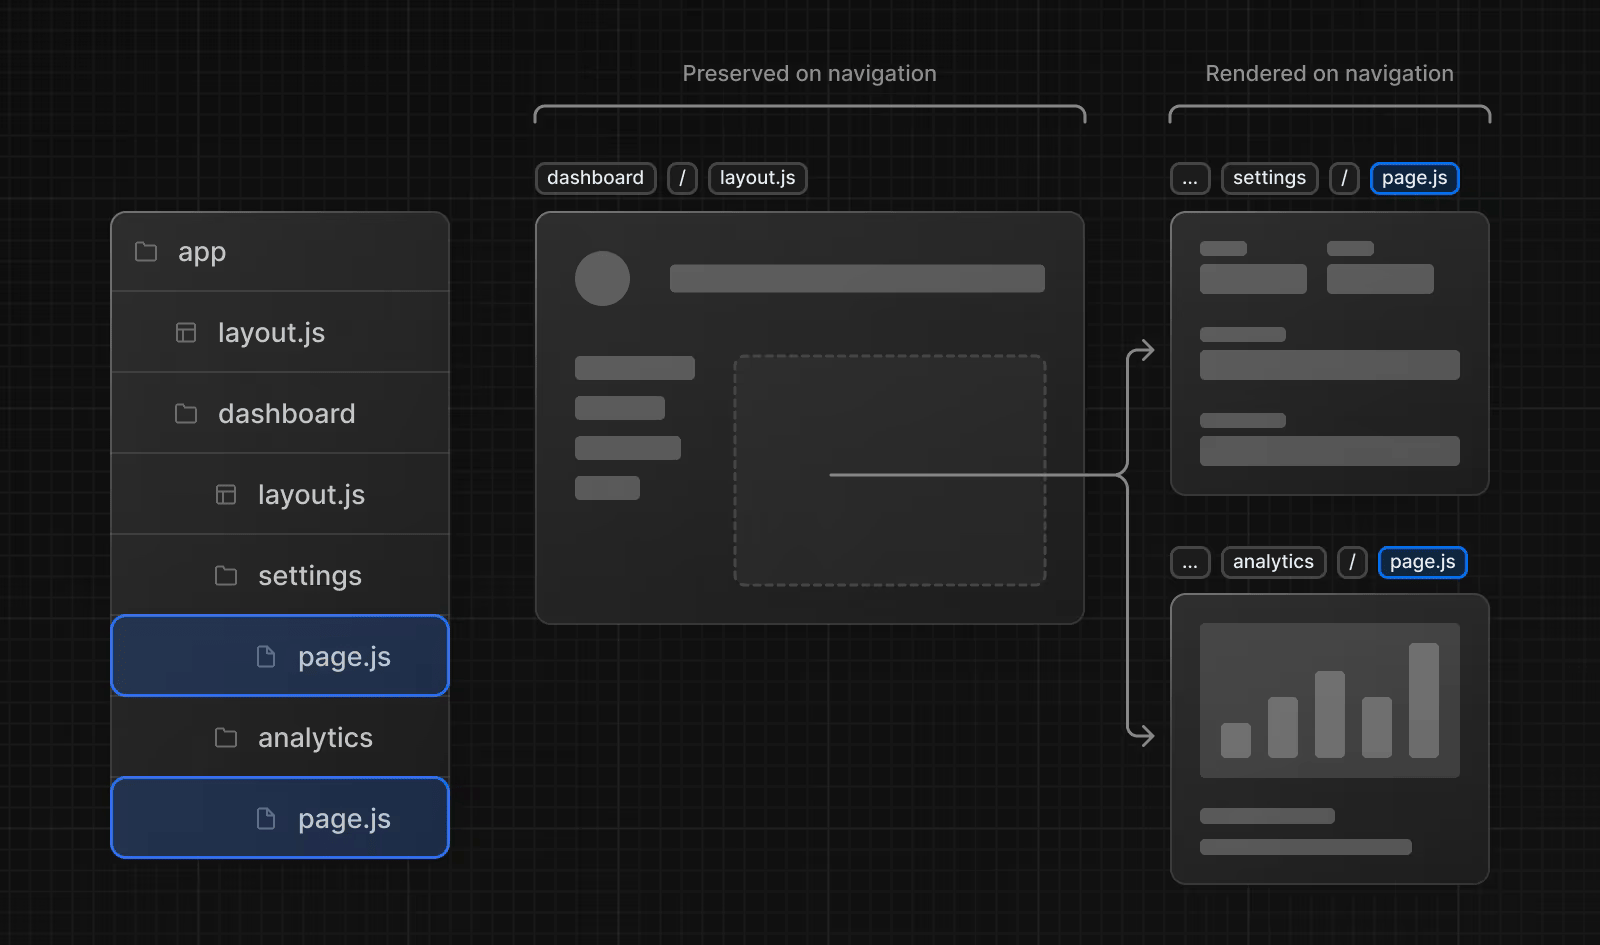 Preserved on navigation
Rendered on navigation
dashboard / layout.js
... settings / page.js
app
layout.js
dashboard
layout.js
settings
page.js
analytics
page.js
... analytics / page.js